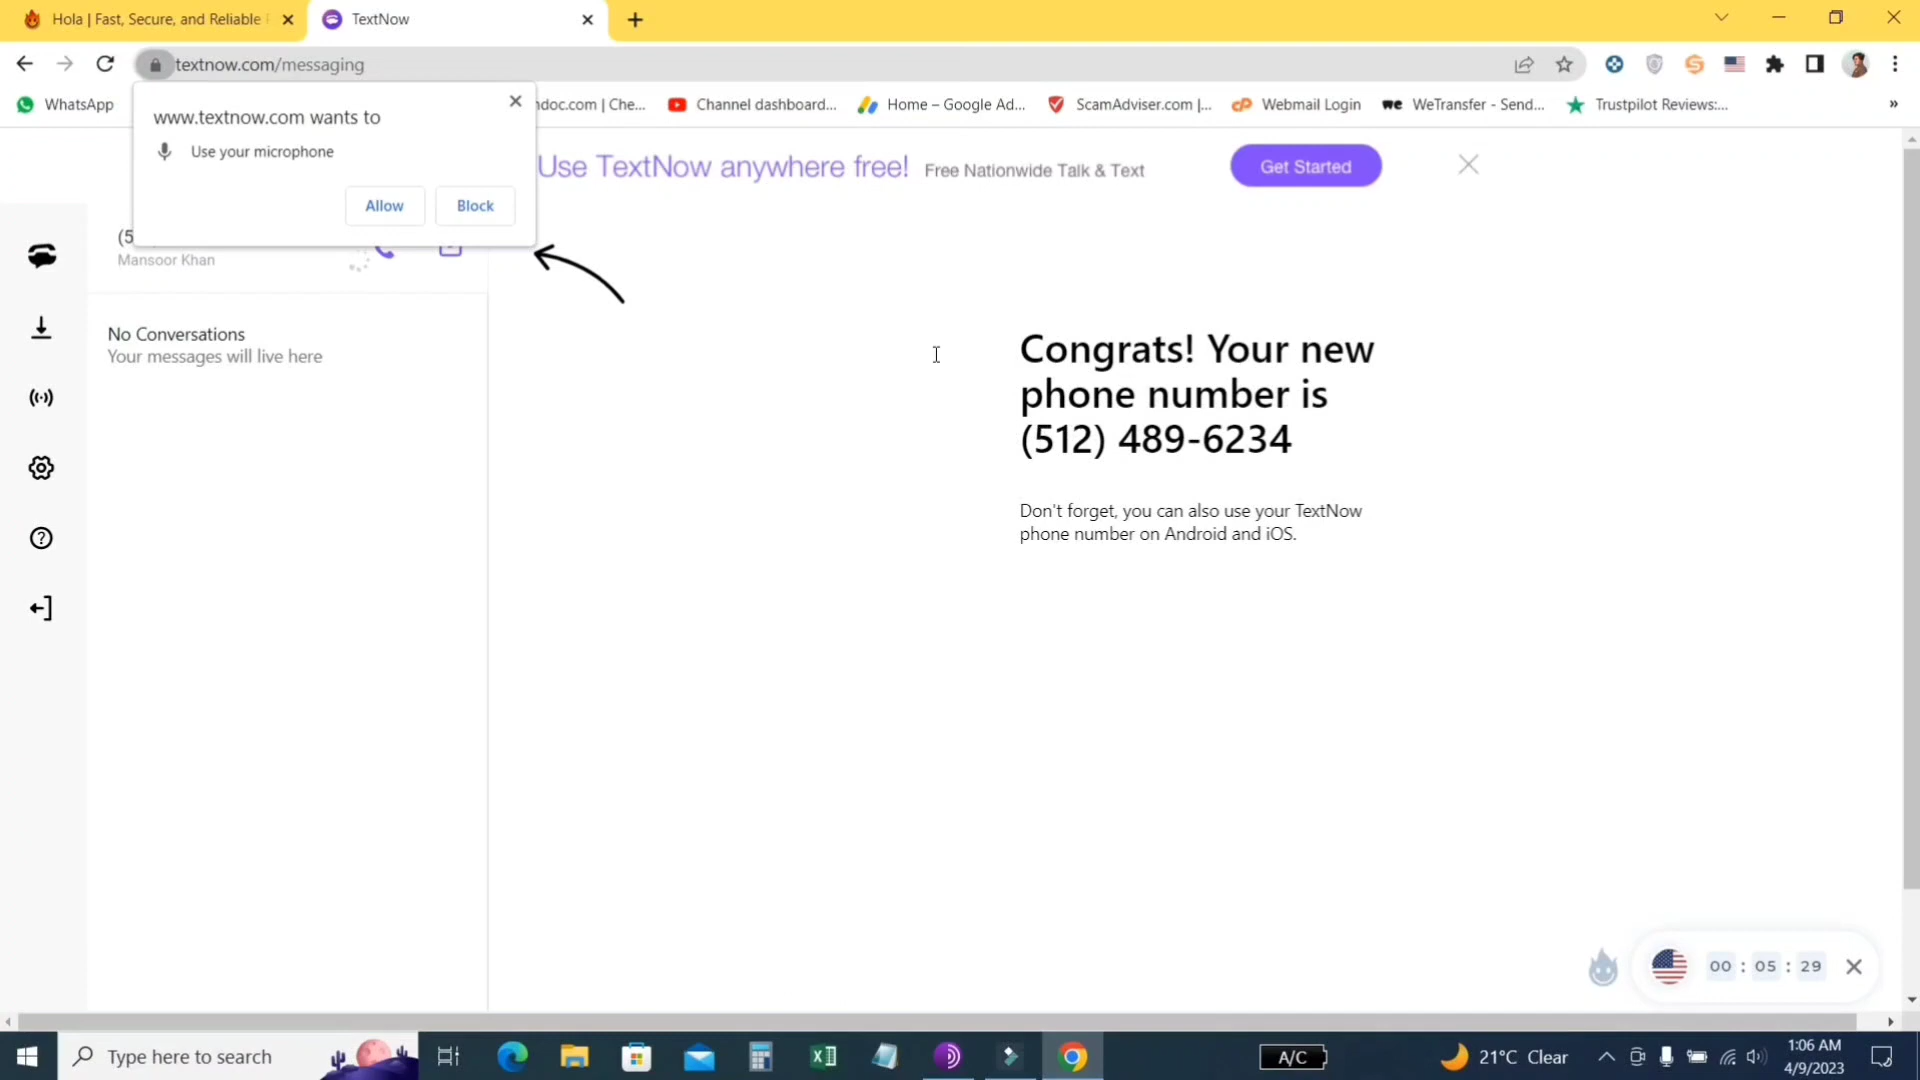 Hola | Fast, Secure, and Reliable
TextNow
textnow.com/messaging
WhatsApp
doc.com | Che...
Channel dashboard...
Home – Google Ad...
ScamAdviser.com |...
Webmail Login
WeTransfer - Send...
Trustpilot Reviews:...
»
www.textnow.com wants to
Use your microphone
Allow
Block
Use TextNow anywhere free!
Free Nationwide Talk & Text
Get Started
(5
Mansoor Khan
No Conversations
Your messages will live here
Congrats! Your new
phone number is
(512) 489-6234
Don't forget, you can also use your TextNow
phone number on Android and iOS.
00 : 05 : 29
Type here to search
A/C
21°C Clear
1:06 AM
4/9/2023